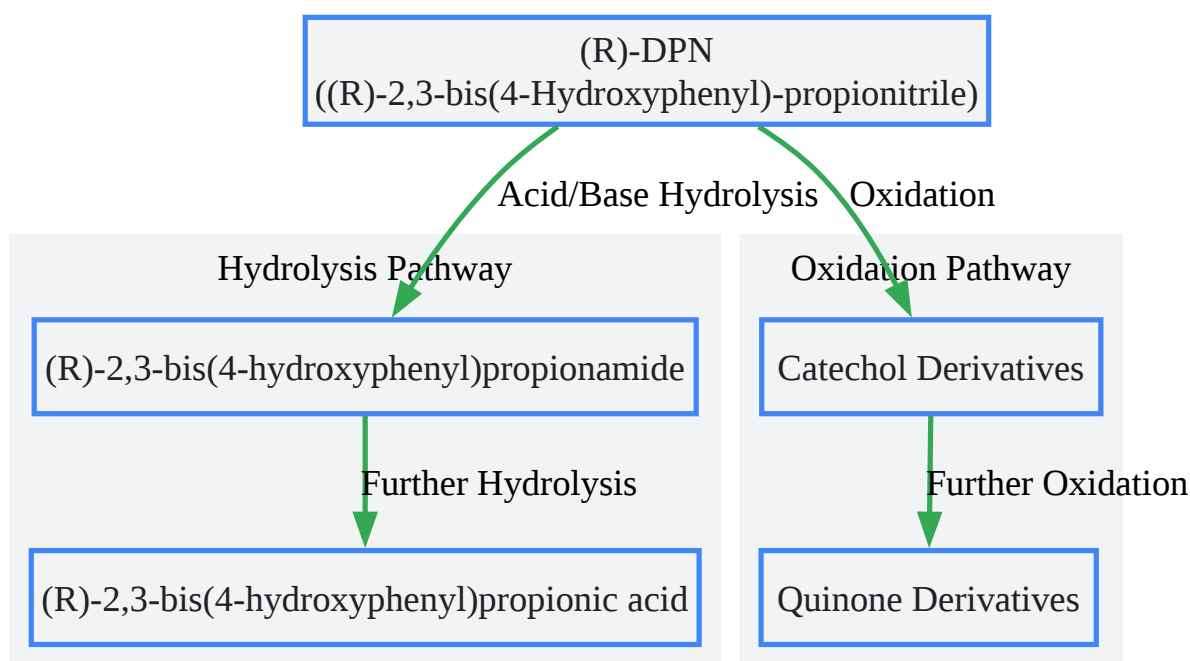 (R)-DPN
((R)-2,3-bis(4-Hydroxyphenyl)-propionitrile)
Acid/Base Hydrolysis
Oxidation
Hydrolysis Pathway
Oxidation Pathway
(R)-2,3-bis(4-hydroxyphenyl)propionamide
Catechol Derivatives
Further Hydrolysis
Further Oxidation
(R)-2,3-bis(4-hydroxyphenyl)propionic acid
Quinone Derivatives